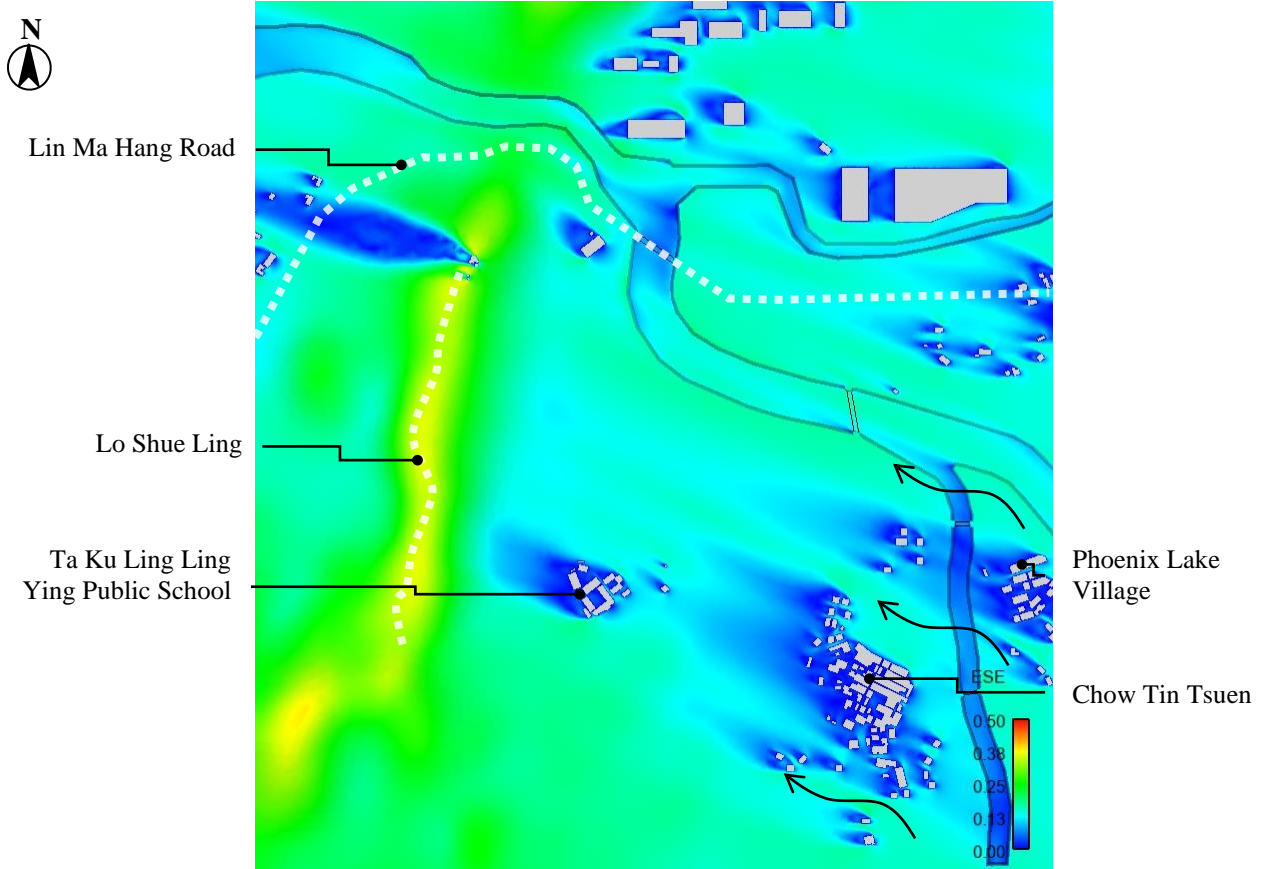 N
Lin Ma Hang Road
Lo Shue Ling
Ta Ku Ling Ling
Ying Public School
Phoenix Lake
Village
Chow Tin Tsuen
ESE
0.50
0.38
0.25
0.13
0.00